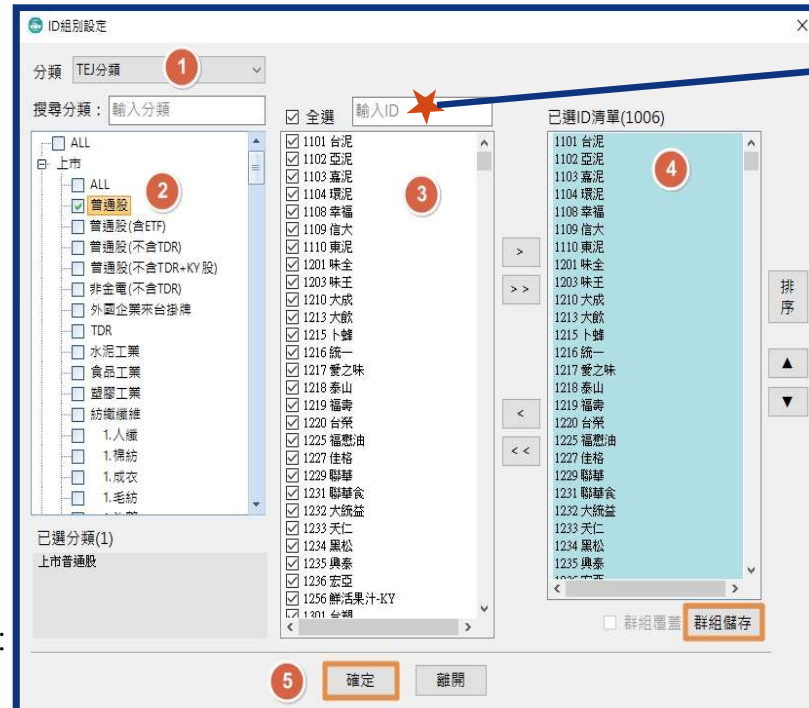 ID組別設定
分類 TEJ分類 1
搜尋分類： 輸入分類
全選 輸入ID
已選ID清單(1006)
ALL
上市
ALL
2
普通股
普通股(含ETF)
普通股(不含TDR)
普通股(不含TDR+KY股)
非金電(不含TDR)
外國企業來台掛牌
TDR
水泥工業
食品工業
塑膠工業
紡織纖維
1.人纖
1.棉紡
1.成衣
1.毛紡
已選分類(1)
上市普通股
3
1101 台泥
1102 亞泥
1103 嘉泥
1104 環泥
1108 幸福
1109 信大
1110 東泥
1201 味全
1203 味王
1210 大成
1213 大飲
1215 卜蜂
1216 統一
1217 愛之味
1218 泰山
1219 福壽
1220 台榮
1225 福懋油
1227 佳格
1229 聯華
1231 聯華食
1232 大統益
1233 天仁
1234 黑松
1235 興泰
1236 宏亞
1256 鮮活果汁-KY
1301 台塑
>
> >
<
< <
4
1101 台泥
1102 亞泥
1103 嘉泥
1104 環泥
1108 幸福
1109 信大
1110 東泥
1201 味全
1203 味王
1210 大成
1213 大飲
1215 卜蜂
1216 統一
1217 愛之味
1218 泰山
1219 福壽
1220 台榮
1225 福懋油
1227 佳格
1229 聯華
1231 聯華食
1232 大統益
1233 天仁
1234 黑松
1235 興泰
1236 宏亞
排
序
▲
▼
群組覆蓋 群組儲存
:
5 確定 離開